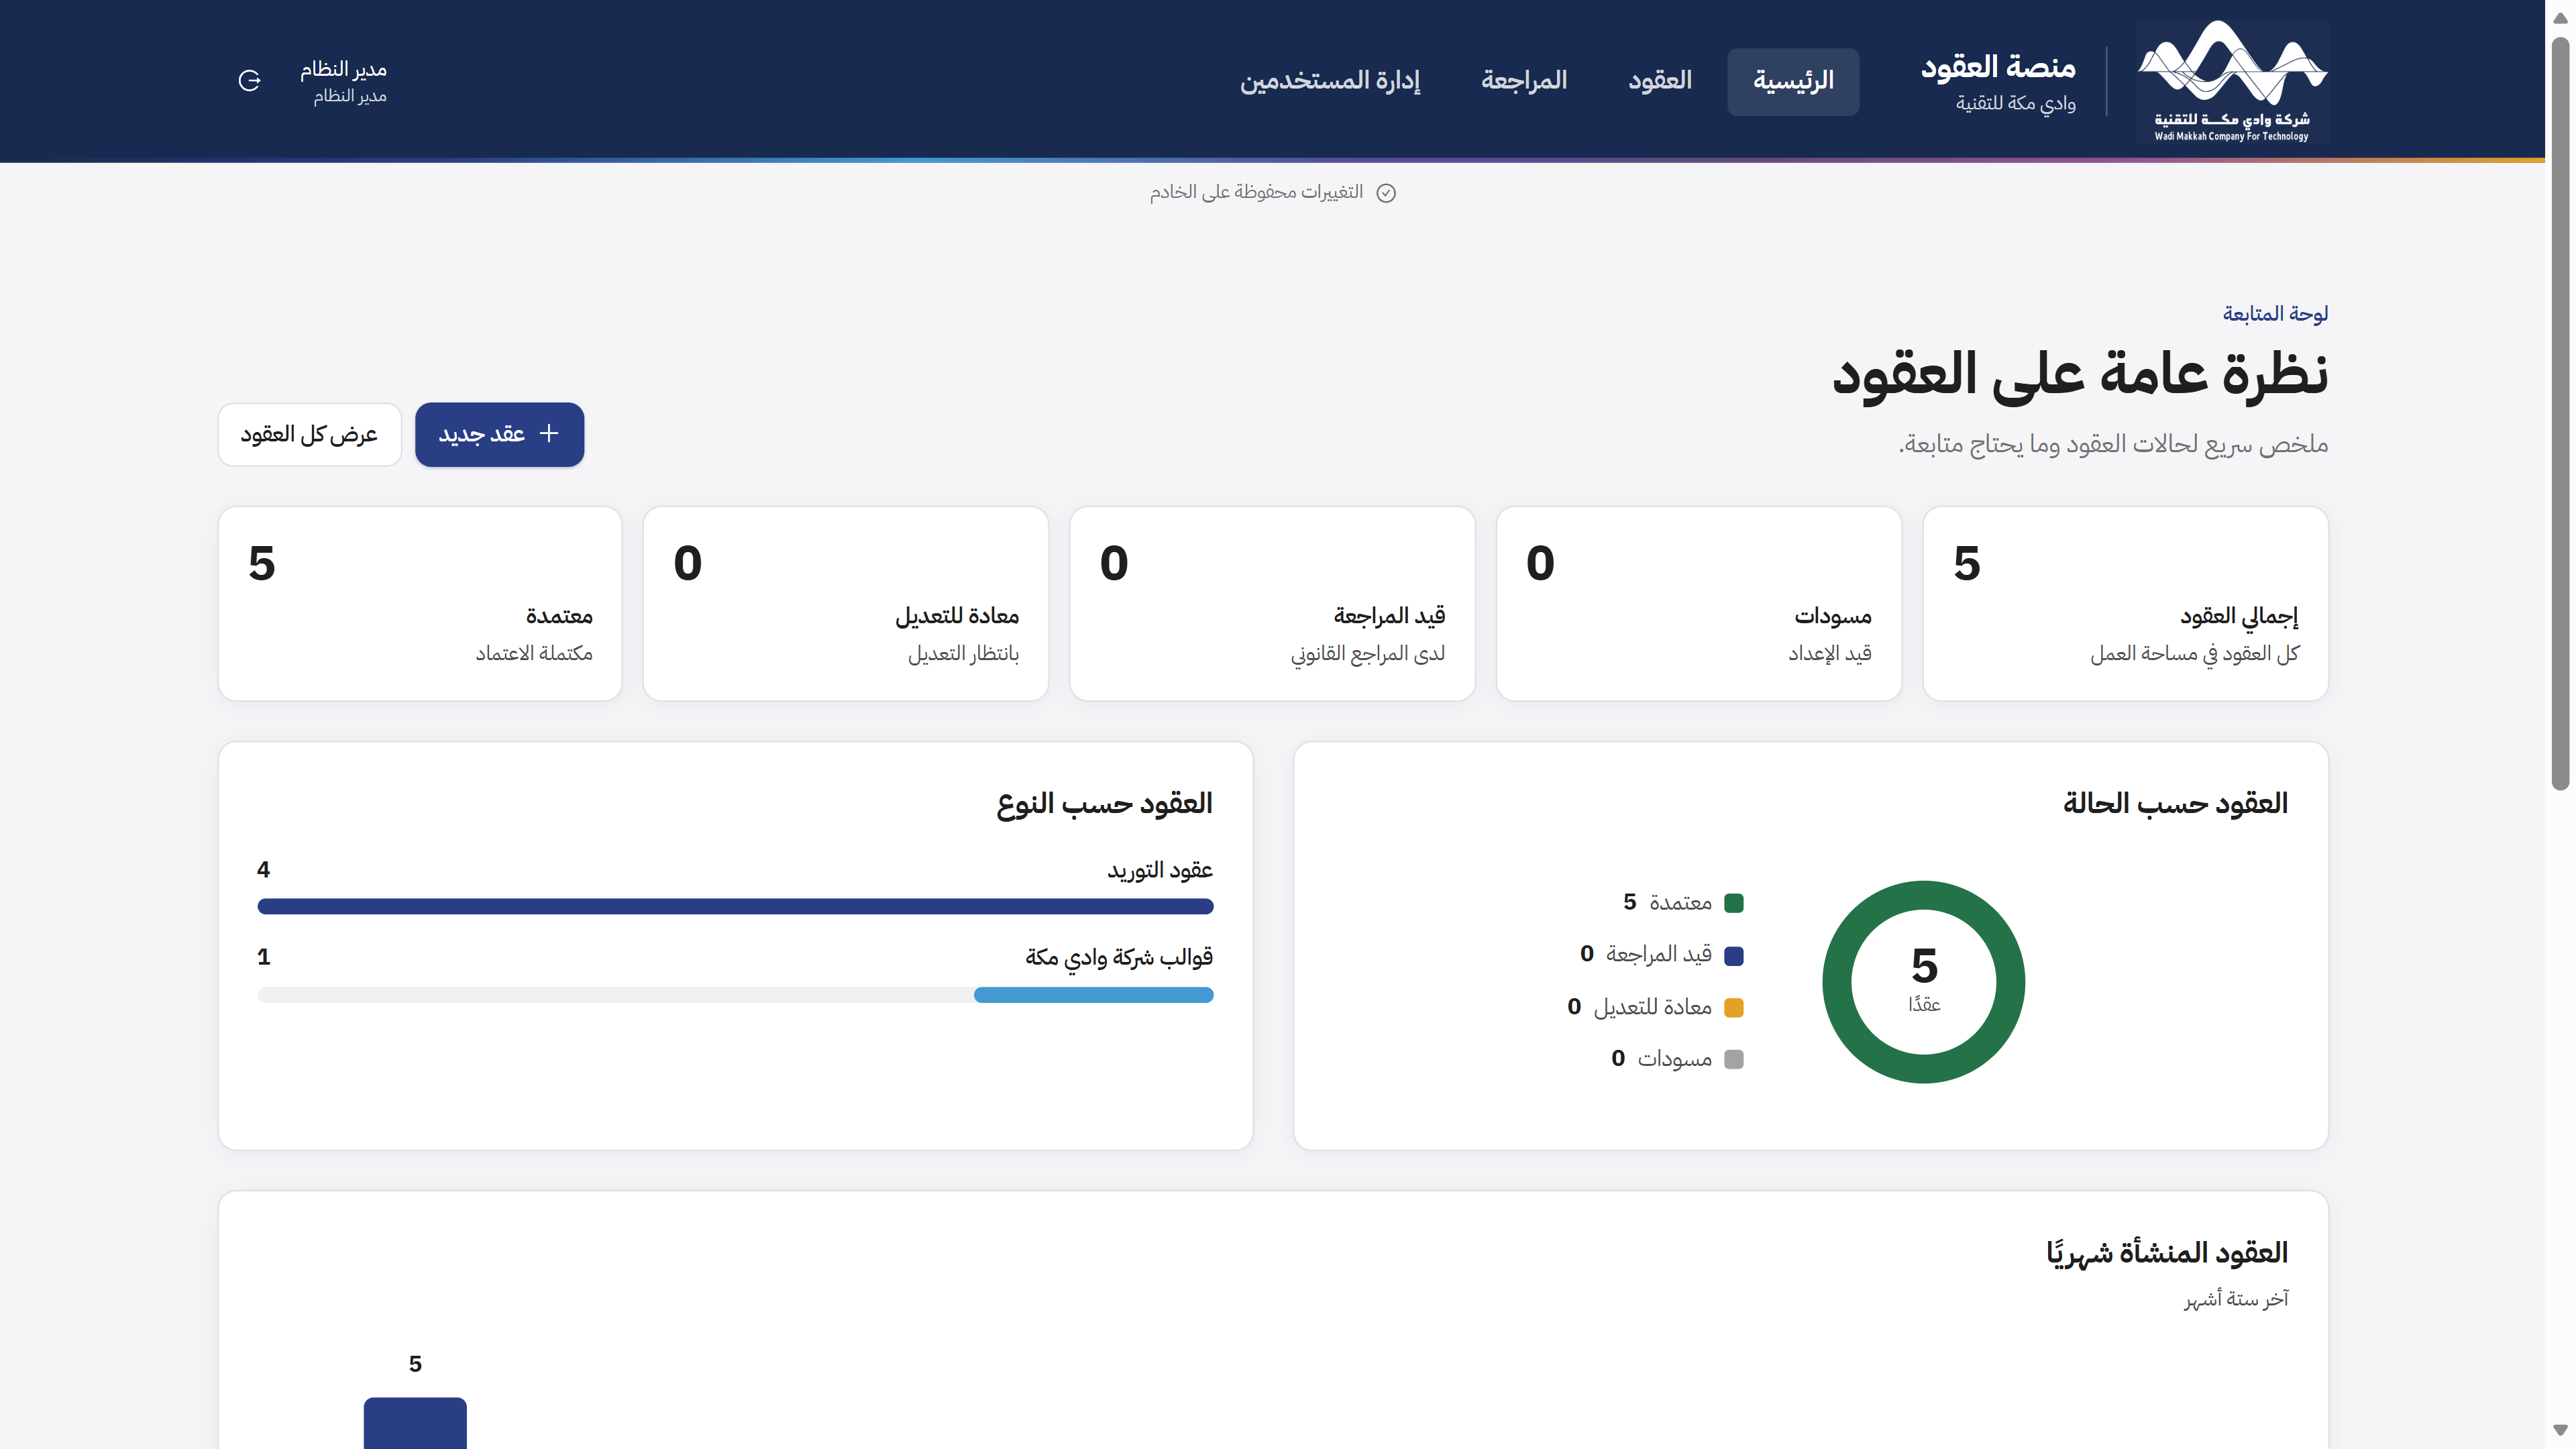 شركة وادي مكـــة للتقنية
Wadi Makkah Company For Technology
منصة العقود
وادي مكة للتقنية
الرئيسية
العقود
المراجعة
إدارة المستخدمين
مدير النظام
مدير النظام
التغييرات محفوظة على الخادم
لوحة المتابعة
نظرة عامة على العقود
ملخص سريع لحالات العقود وما يحتاج متابعة.
عقد جديد
عرض كل العقود
5
إجمالي العقود
كل العقود في مساحة العمل
0
مسودات
قيد الإعداد
0
قيد المراجعة
لدى المراجع القانوني
0
معادة للتعديل
بانتظار التعديل
5
معتمدة
مكتملة الاعتماد
العقود حسب الحالة
5
عقدًا
معتمدة 5
قيد المراجعة 0
معادة للتعديل 0
مسودات 0
العقود حسب النوع
عقود التوريد 4
قوالب شركة وادي مكة 1
العقود المنشأة شهريًا
آخر ستة أشهر
5